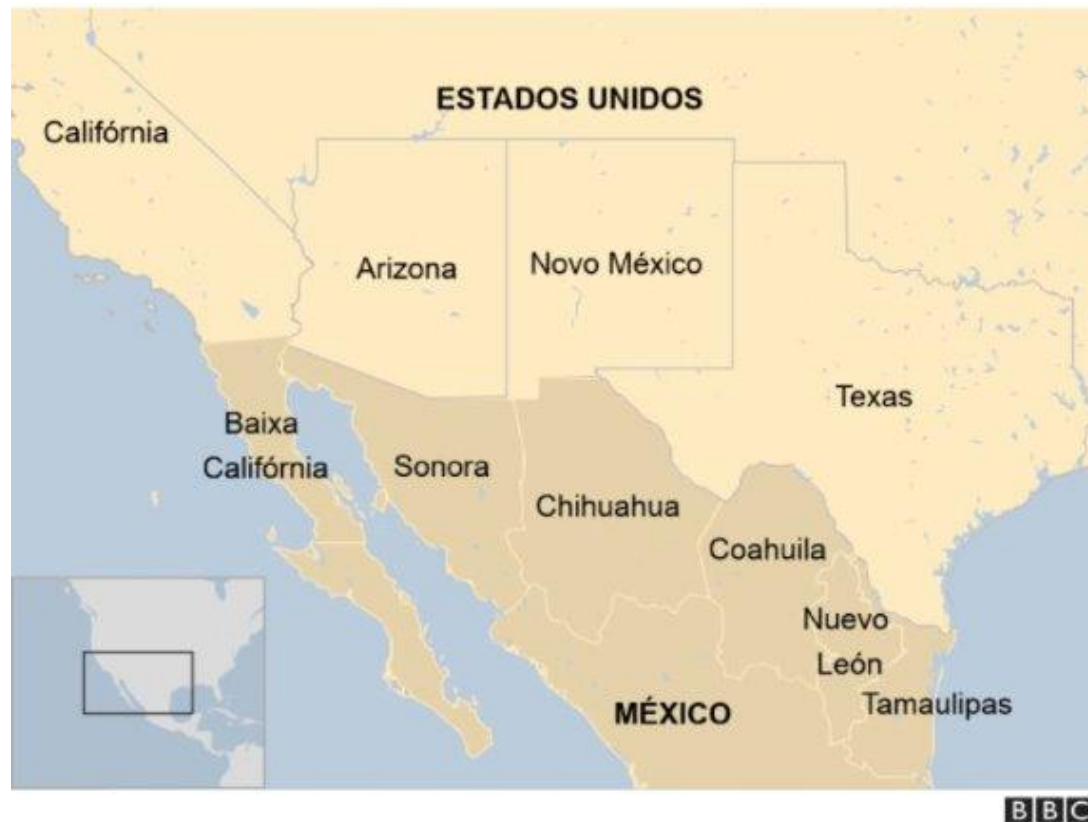 ESTADOS UNIDOS
Califórnia
Arizona
Novo México
Texas
Baixa
Califórnia
Sonora
Chihuahua
Coahuila
Nuevo
León
Tamaulipas
MÉXICO
BBC